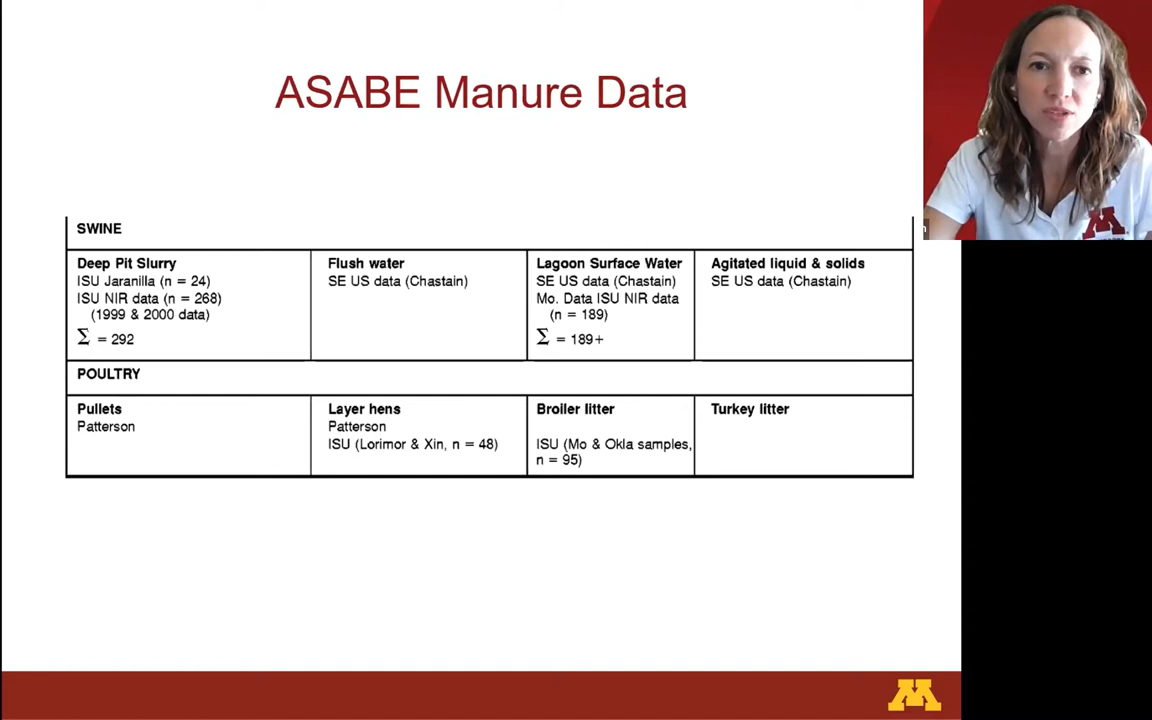 ASABE Manure Data
SWINE
Deep Pit Slurry
ISU Jaranilla (n = 24)
ISU NIR data (n = 268)
(1999 & 2000 data)
Σ = 292
Flush water
SE US data (Chastain)
Lagoon Surface Water
SE US data (Chastain)
Mo. Data ISU NIR data
(n = 189)
Σ = 189+
Agitated liquid & solids
SE US data (Chastain)
POULTRY
Pullets
Patterson
Layer hens
Patterson
ISU (Lorimor & Xin, n = 48)
Broiler litter
ISU (Mo & Okla samples,
n = 95)
Turkey litter
M
M